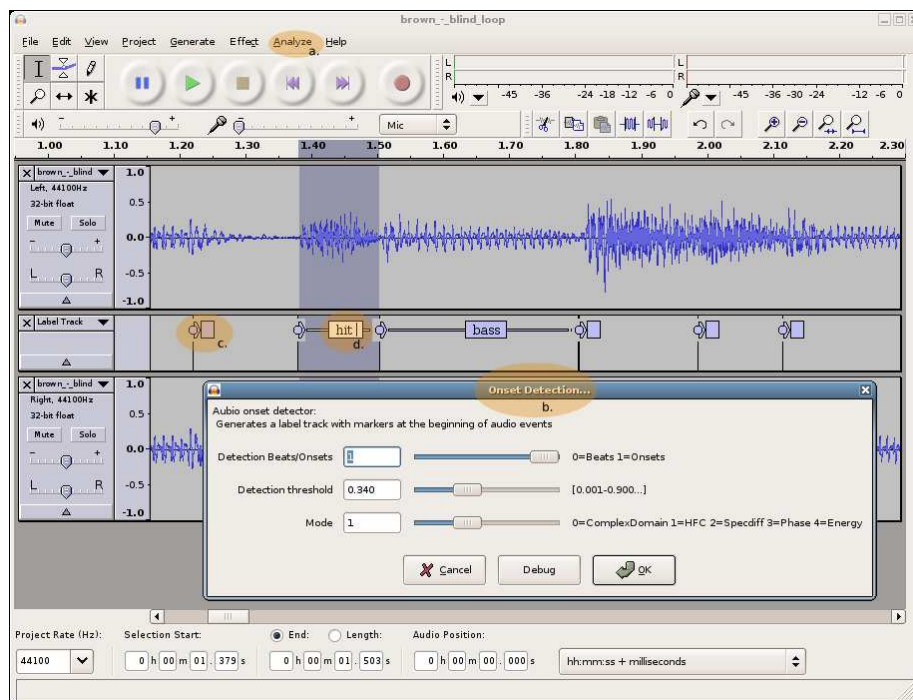 brown_-_blind_loop
File Edit View Project Generate Effect Analyze Help
a.
L
R
-45 -36 -24 -18 -12 -6 0
L
R
-45 -36 -30 -24 -12 -6 0
- +
- +
Mic
1.00 1.10 1.20 1.30 1.40 1.50 1.60 1.70 1.80 1.90 2.00 2.10 2.20 2.30
X brown_-_blind
Left, 44100Hz
32-bit float
Mute Solo
- +
L R
1.0
0.5
0.0
-0.5
-1.0
X Label Track
c.
hit
d.
bass
X brown_-_blind
Right, 44100Hz
32-bit float
Mute Solo
- +
L R
1.0
0.5
0.0
-0.5
-1.0
Onset Detection...
b.
Aubio onset detector:
Generates a label track with markers at the beginning of audio events
Detection Beats/Onsets 1 0=Beats 1=Onsets
Detection threshold 0.340 [0.001-0.900...]
Mode 1 0=ComplexDomain 1=HFC 2=Specdiff 3=Phase 4=Energy
Cancel Debug OK
Project Rate (Hz): Selection Start: End: Length: Audio Position:
44100 0 h 00 m 01 . 379 s 0 h 00 m 01 . 503 s 0 h 00 m 00 . 000 s hh:mm:ss + milliseconds